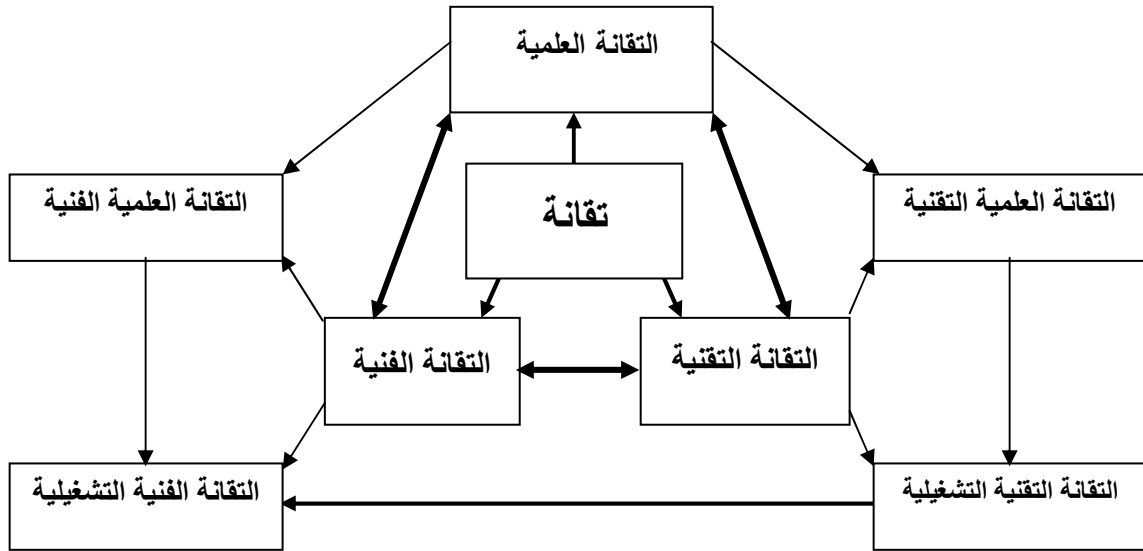 التقانة العلمية
التقانة العلمية التقنية
التقانة العلمية الفنية
تقانة
التقانة التقنية
التقانة الفنية
التقانة التقنية التشغيلية
التقانة الفنية التشغيلية